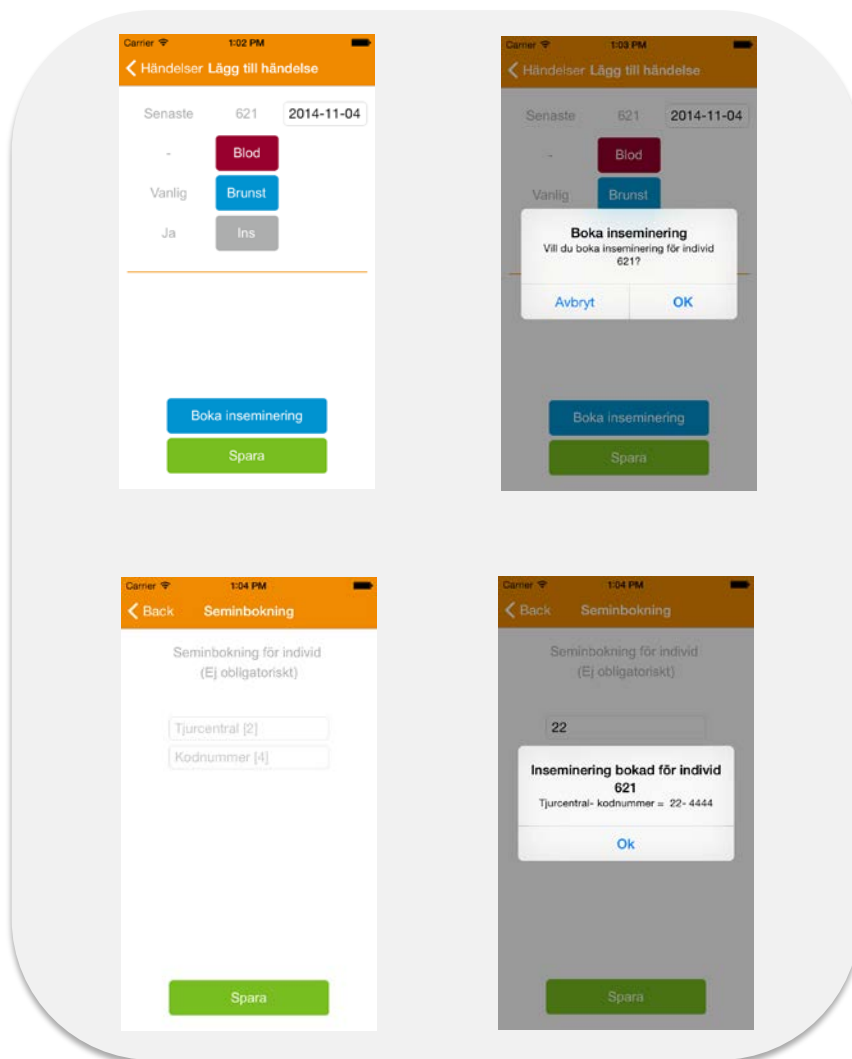 Carrier 1:02 PM
Händelser Lägg till händelse
Senaste 621 2014-11-04
- Blod
Vanlig Brunst
Ja Ins
Boka inseminering
Spara
Carrier 1:03 PM
Händelser Lägg till händelse
Senaste 621 2014-11-04
- Blod
Vanlig Brunst
Boka inseminering
Vill du boka inseminering för individ
621?
Avbryt OK
Boka inseminering
Spara
Carrier 1:04 PM
Back Seminbokning
Seminbokning för individ
(Ej obligatoriskt)
Tjurcentral [2]
Kodnummer [4]
Spara
Carrier 1:04 PM
Back Seminbokning
Seminbokning för individ
(Ej obligatoriskt)
22
Inseminering bokad för individ
621
Tjurcentral- kodnummer = 22- 4444
Ok
Spara